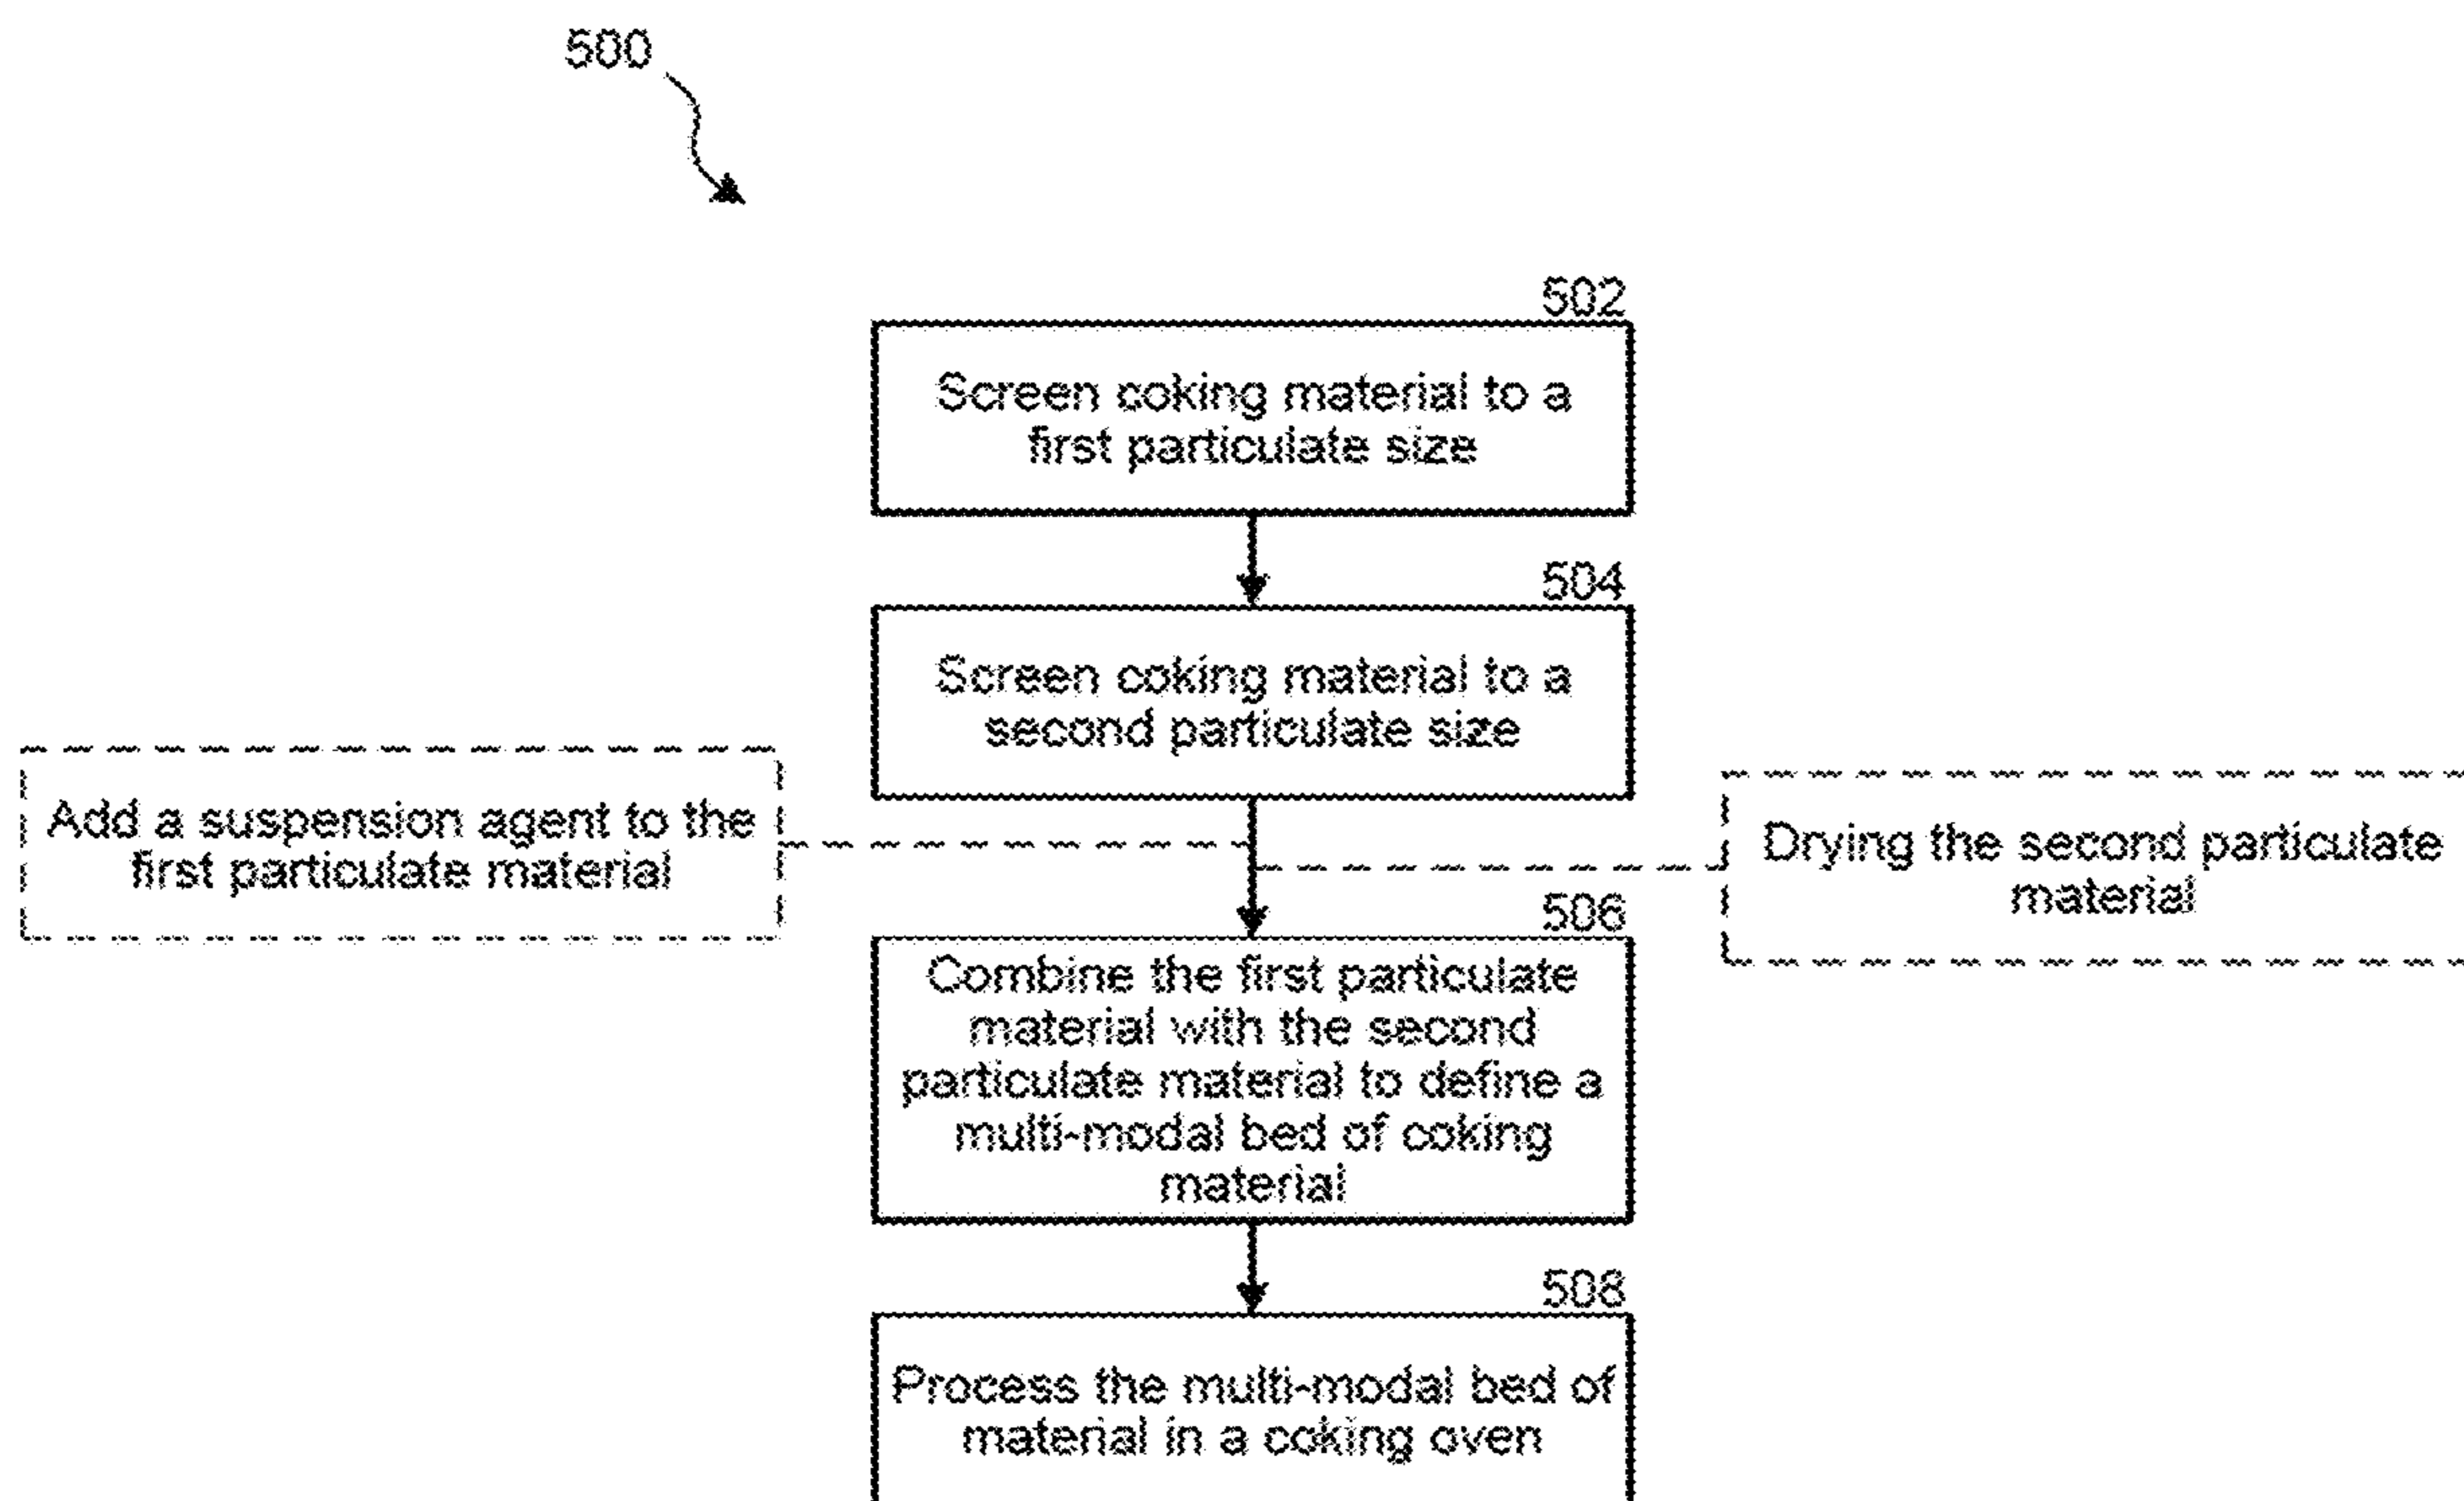 500
502
Screen coking material to a
first particulate size
504
Screen coking material to a
second particulate size
Add a suspension agent to the
first particulate material
Drying the second particulate
material
506
Combine the first particulate
material with the second
particulate material to define a
multi-modal bed of coking
material
508
Process the multi-modal bed of
material in a coking oven